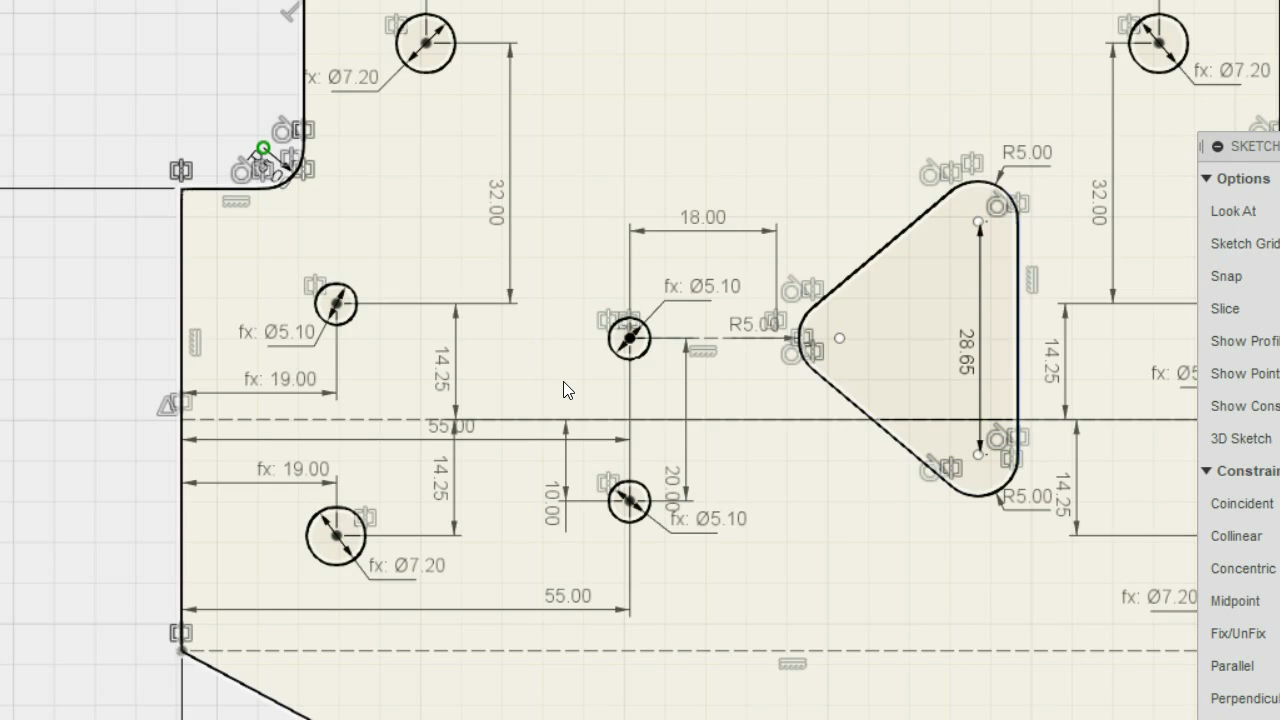 fx: Ø7.20
fx: Ø7.20
SKETCH
R5.00
Options
Look At
32.00
32.00
18.00
Sketch Grid
Snap
fx: Ø5.10
Slice
R5.00
fx: Ø5.10
Show Profi
28.65
14.25
14.25
fx: Ø5
Show Point
fx: 19.00
Show Cons
55.00
3D Sketch
fx: 19.00
Constrain
14.25
10.00
20.00
R5.00
14.25
Coincident
fx: Ø5.10
Collinear
fx: Ø7.20
Concentric
55.00
fx: Ø7.20
Midpoint
Fix/UnFix
Parallel
Perpendicul